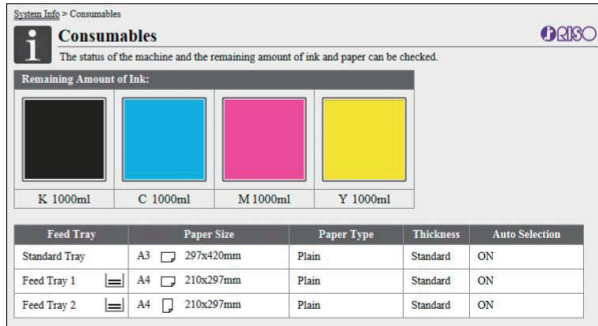 System Info > Consumables
i Consumables RISO
The status of the machine and the remaining amount of ink and paper can be checked.
Remaining Amount of Ink:
K 1000ml C 1000ml M 1000ml Y 1000ml
Feed Tray Paper Size Paper Type Thickness Auto Selection
Standard Tray A3 297x420mm Plain Standard ON
Feed Tray 1 A4 210x297mm Plain Standard ON
Feed Tray 2 A4 210x297mm Plain Standard ON